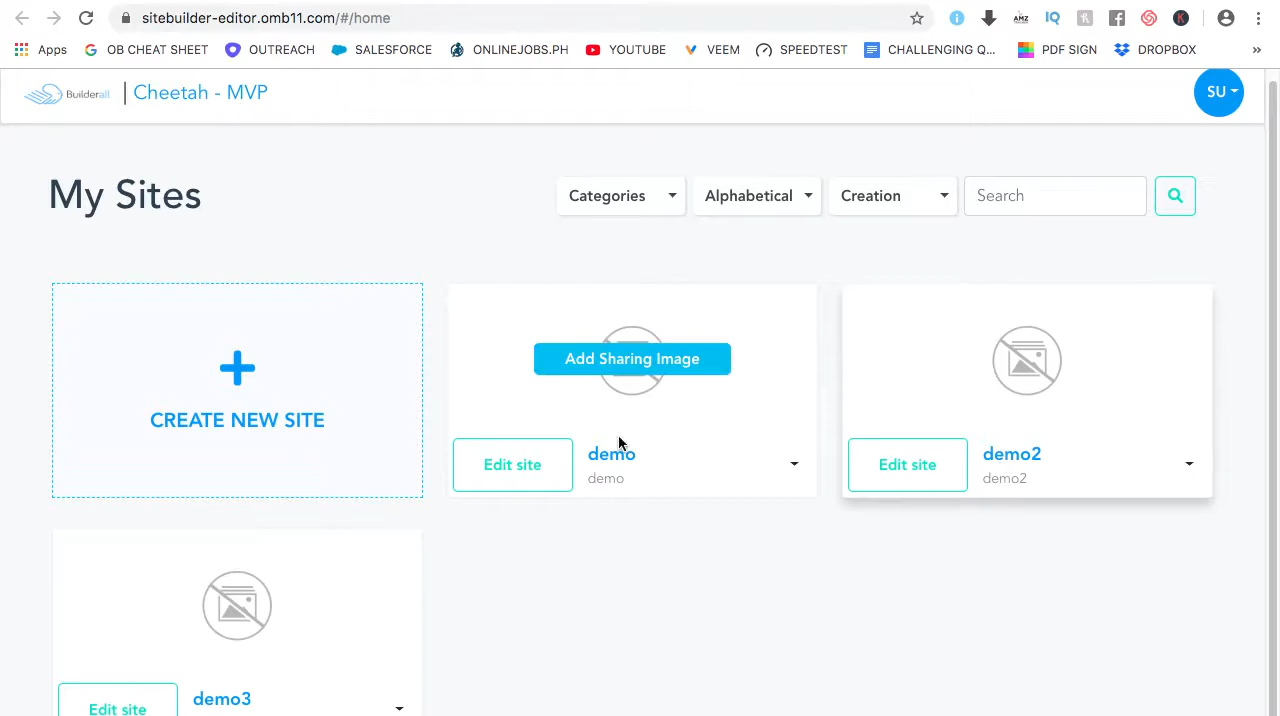 sitebuilder-editor.omb11.com/#/home
AMZ
IQ
Apps OB CHEAT SHEET OUTREACH SALESFORCE ONLINEJOBS.PH YOUTUBE VEEM SPEEDTEST CHALLENGING Q... PDF SIGN DROPBOX »
Builderall Cheetah - MVP
SU
My Sites
Categories Alphabetical Creation Search
CREATE NEW SITE
Add Sharing Image
Edit site
demo
demo
Edit site
demo2
demo2
Edit site
demo3